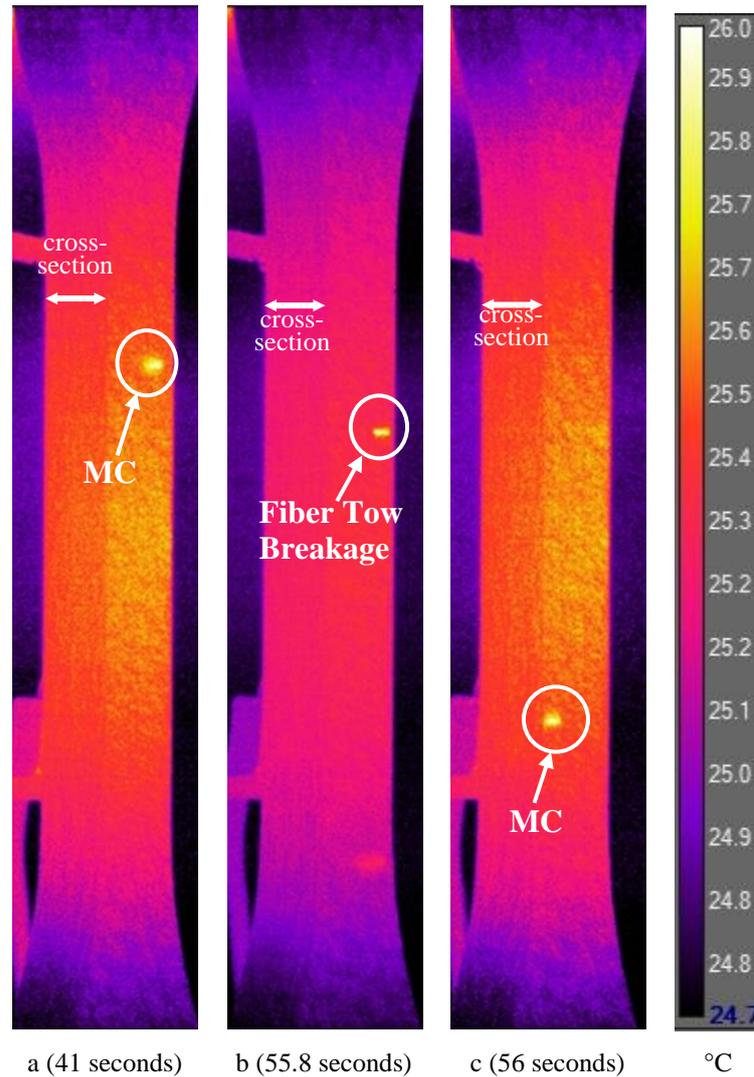 cross-
section
MC
cross-
section
Fiber Tow
Breakage
cross-
section
MC
26.0
25.9
25.8
25.7
25.7
25.6
25.5
25.4
25.3
25.2
25.2
25.1
25.0
24.9
24.8
24.8
24.7
a (41 seconds)
b (55.8 seconds)
c (56 seconds)
°C